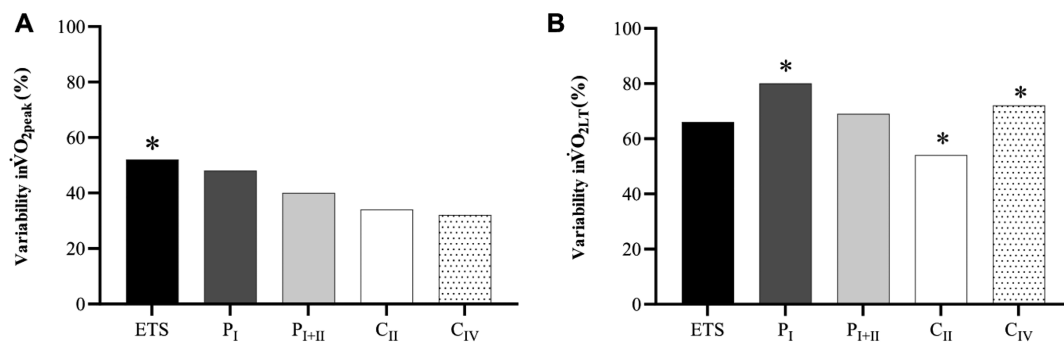 A
Variability in V̇O2peak (%)
100
80
60
40
20
0
*
ETS
PI
PI+II
CII
CIV
B
Variability in V̇O2LT (%)
100
80
60
40
20
0
*
*
*
ETS
PI
PI+II
CII
CIV